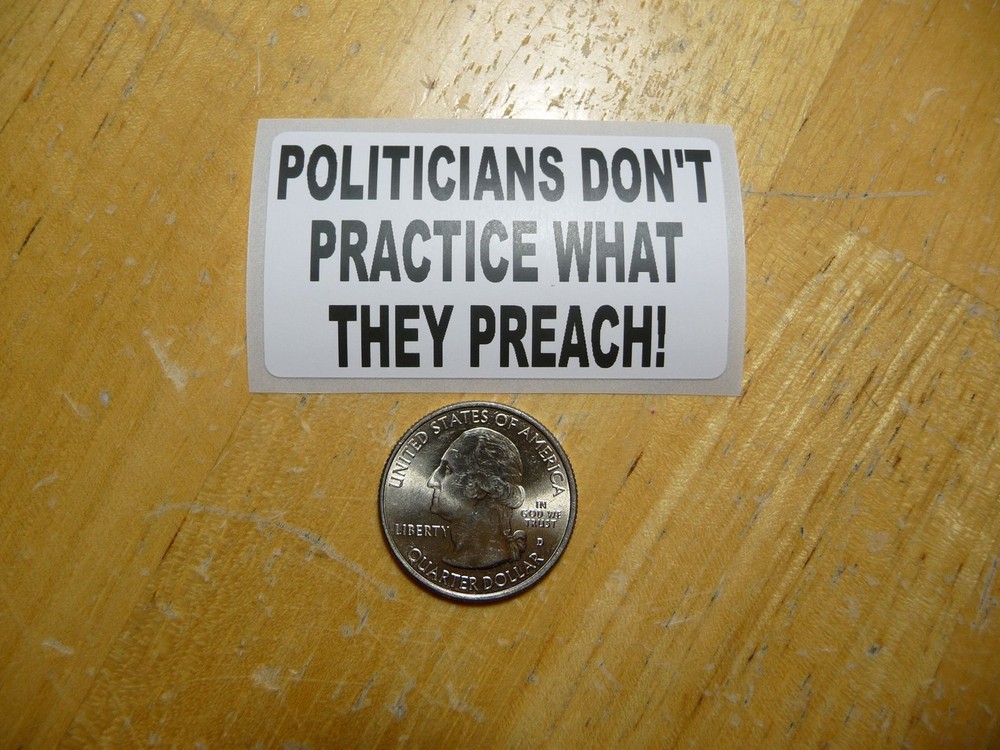 POLITICIANS DON'T
PRACTICE WHAT
THEY PREACH!
UNITED STATES OF AMERICA
LIBERTY
IN
GOD WE
TRUST
D
QUARTER DOLLAR